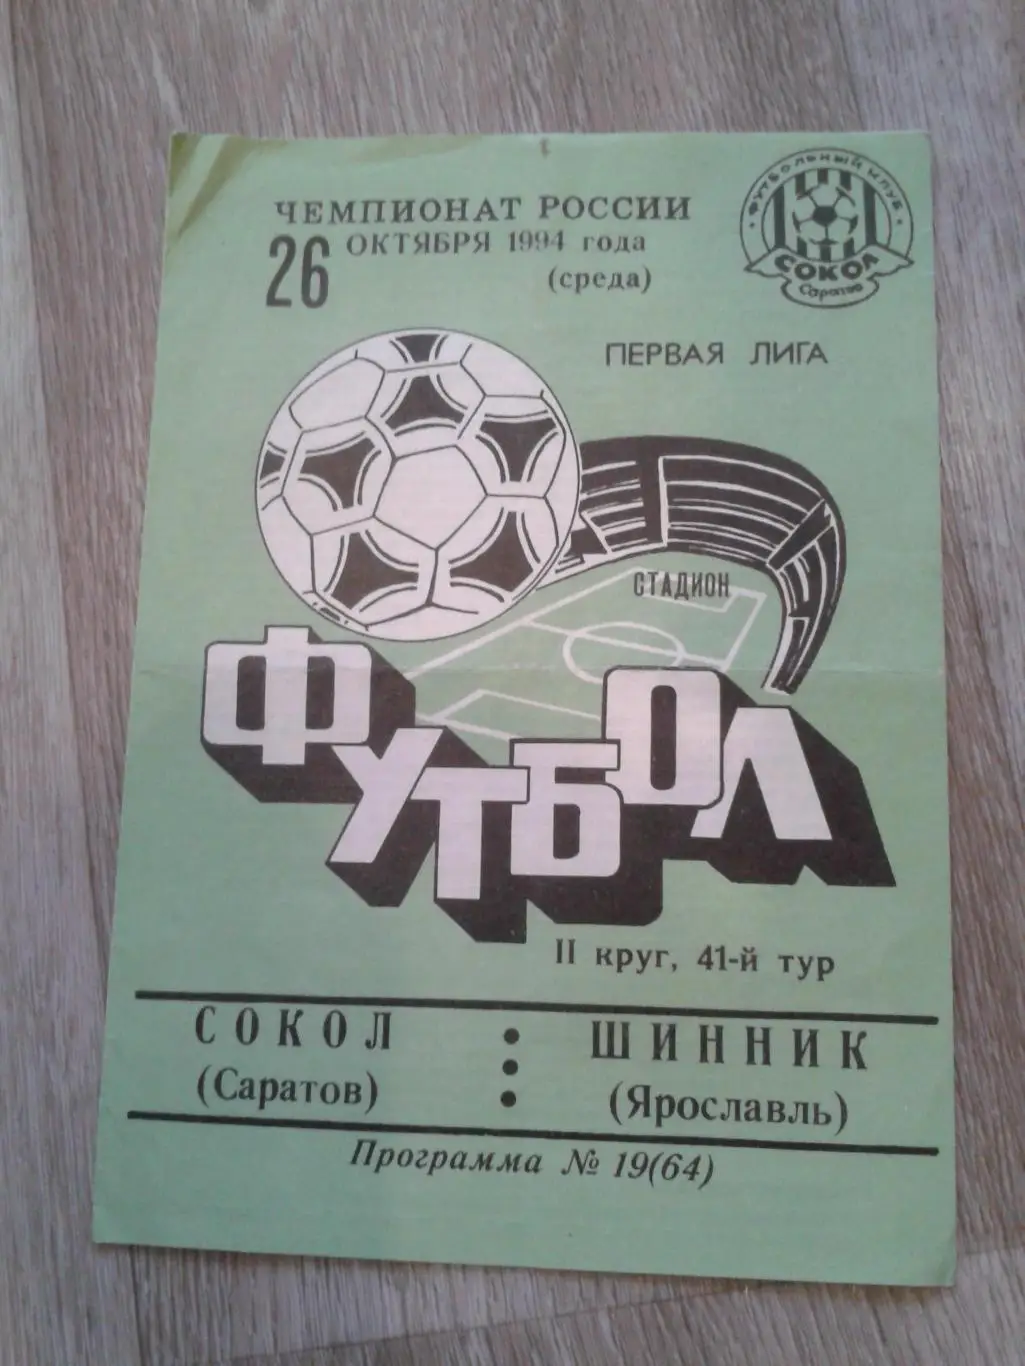 ЧЕМПИОНАТ РОССИИ
26 ОКТЯБРЯ 1994 года
(среда)
ФУТБОЛЬНЫЙ КЛУБ
СОКОЛ
Саратов
ПЕРВАЯ ЛИГА
СТАДИОН
ФУТБОЛ
II круг, 41-й тур
СОКОЛ ШИННИК
(Саратов) (Ярославль)
Программа № 19(64)